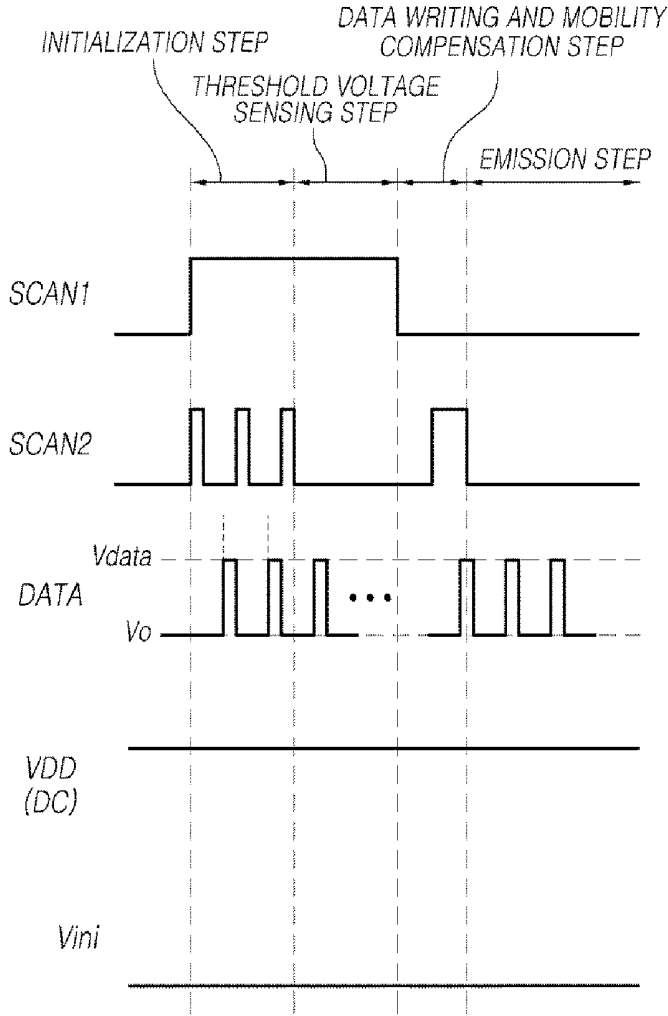 DATA WRITING AND MOBILITY
COMPENSATION STEP
INITIALIZATION STEP
THRESHOLD VOLTAGE
SENSING STEP
EMISSION STEP
SCAN1
SCAN2
Vdata
DATA
Vo
VDD
(DC)
Vini